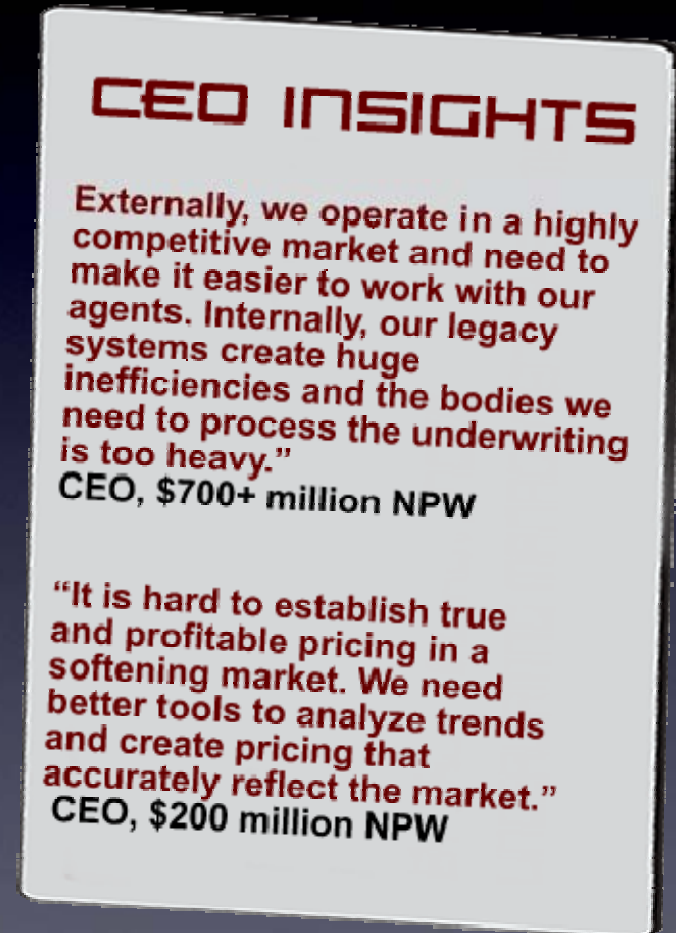 CEO INSIGHTS
Externally, we operate in a highly
competitive market and need to
make it easier to work with our
agents. Internally, our legacy
systems create huge
inefficiencies and the bodies we
need to process the underwriting
is too heavy.”
CEO, $700+ million NPW
“It is hard to establish true
and profitable pricing in a
softening market. We need
better tools to analyze trends
and create pricing that
accurately reflect the market.”
CEO, $200 million NPW